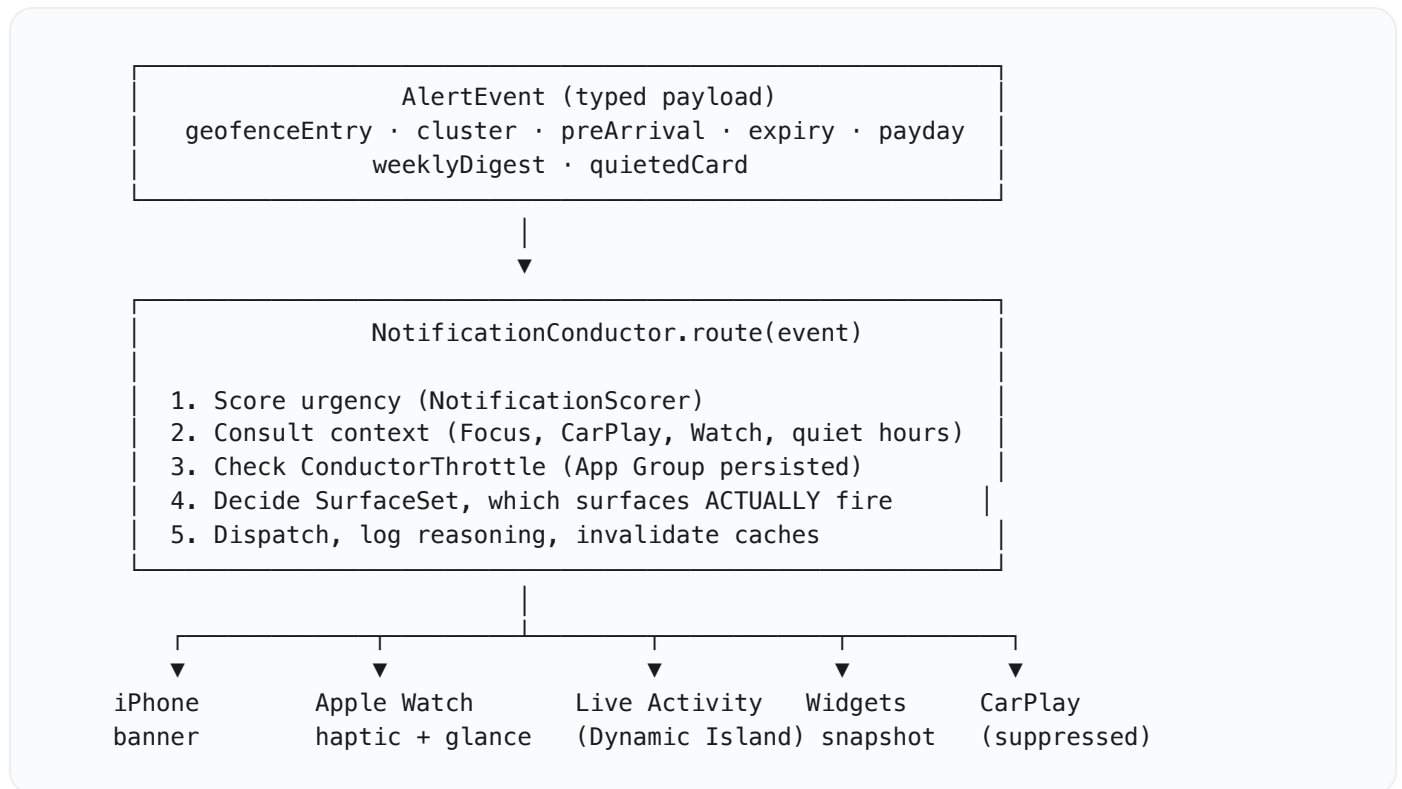 AlertEvent (typed payload)
geofenceEntry · cluster · preArrival · expiry · payday
weeklyDigest · quietedCard
NotificationConductor.route(event)
1. Score urgency (NotificationScorer)
2. Consult context (Focus, CarPlay, Watch, quiet hours)
3. Check ConductorThrottle (App Group persisted)
4. Decide SurfaceSet, which surfaces ACTUALLY fire
5. Dispatch, log reasoning, invalidate caches
iPhone Apple Watch Live Activity Widgets CarPlay
banner haptic + glance (Dynamic Island) snapshot (suppressed)